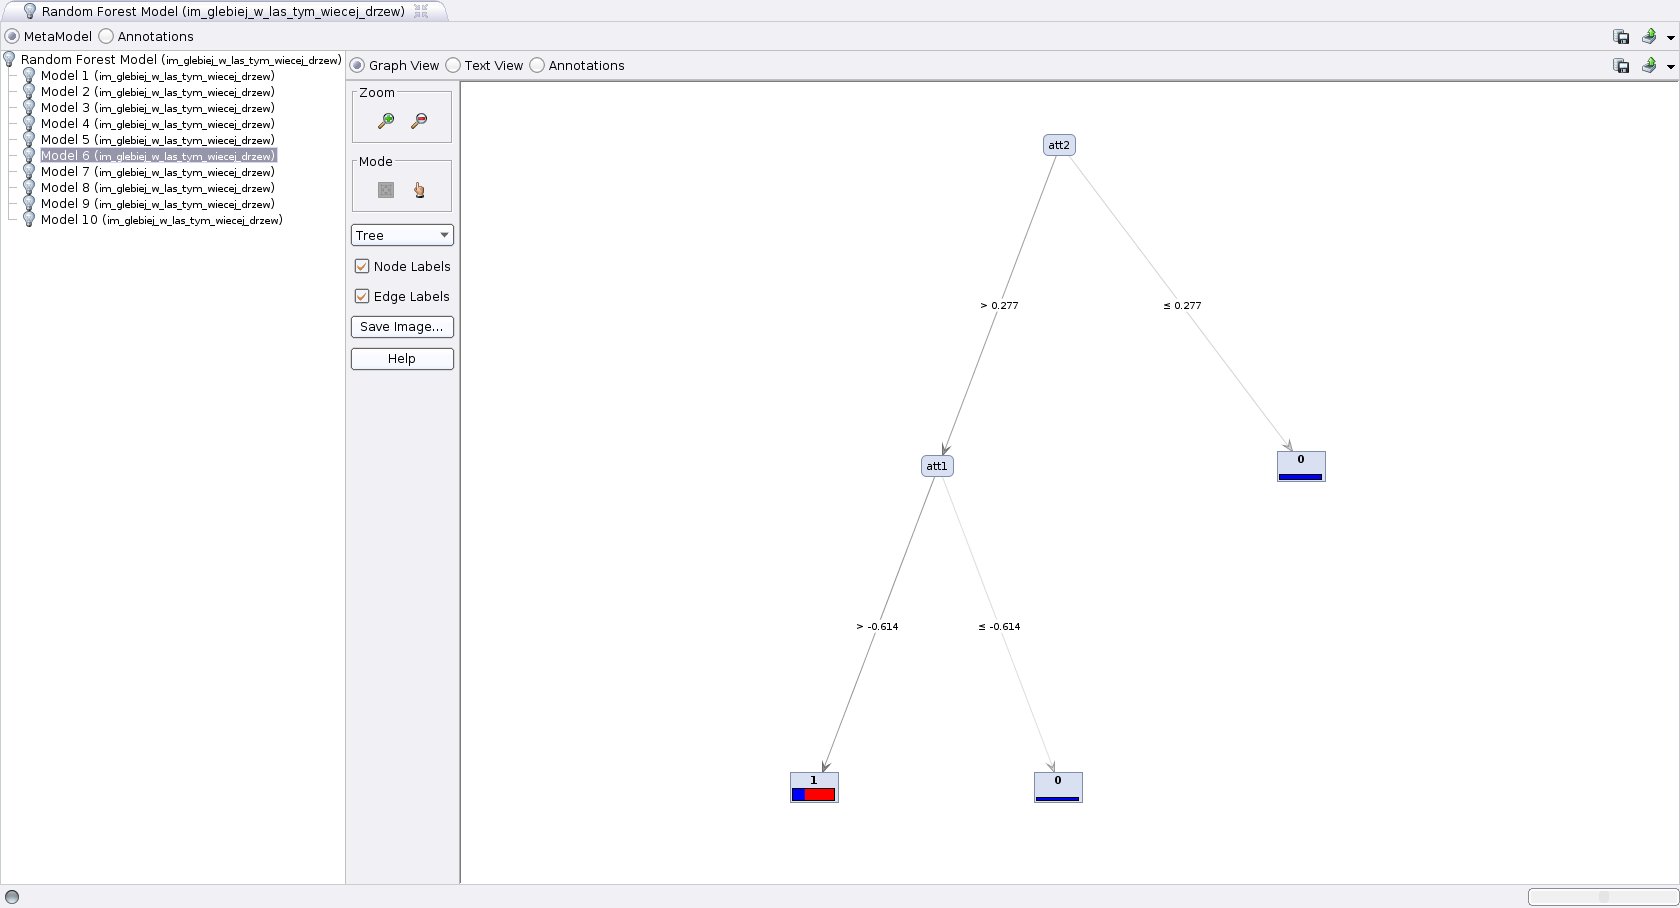 Random Forest Model (im_glebiej_w_las_tym_wiecej_drzew)
MetaModel Annotations
Random Forest Model (im_glebiej_w_las_tym_wiecej_drzew)
Model 1 (im_glebiej_w_las_tym_wiecej_drzew)
Model 2 (im_glebiej_w_las_tym_wiecej_drzew)
Model 3 (im_glebiej_w_las_tym_wiecej_drzew)
Model 4 (im_glebiej_w_las_tym_wiecej_drzew)
Model 5 (im_glebiej_w_las_tym_wiecej_drzew)
Model 6 (im_glebiej_w_las_tym_wiecej_drzew)
Model 7 (im_glebiej_w_las_tym_wiecej_drzew)
Model 8 (im_glebiej_w_las_tym_wiecej_drzew)
Model 9 (im_glebiej_w_las_tym_wiecej_drzew)
Model 10 (im_glebiej_w_las_tym_wiecej_drzew)
Graph View Text View Annotations
Zoom
Mode
Tree
Node Labels
Edge Labels
Save Image...
Help
att2
> 0.277 ≤ 0.277
att1 0
> -0.614 ≤ -0.614
1 0